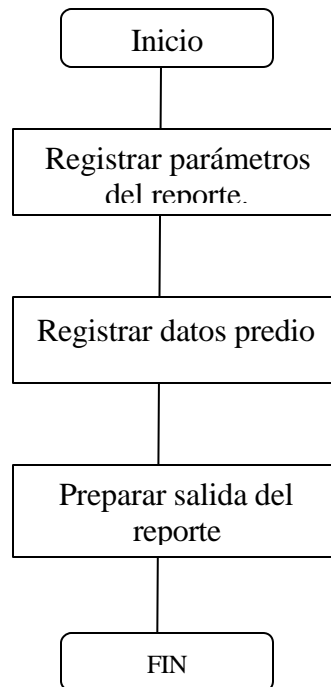 Inicio
Registrar parámetros
del reporte.
Registrar datos predio
Preparar salida del
reporte
FIN